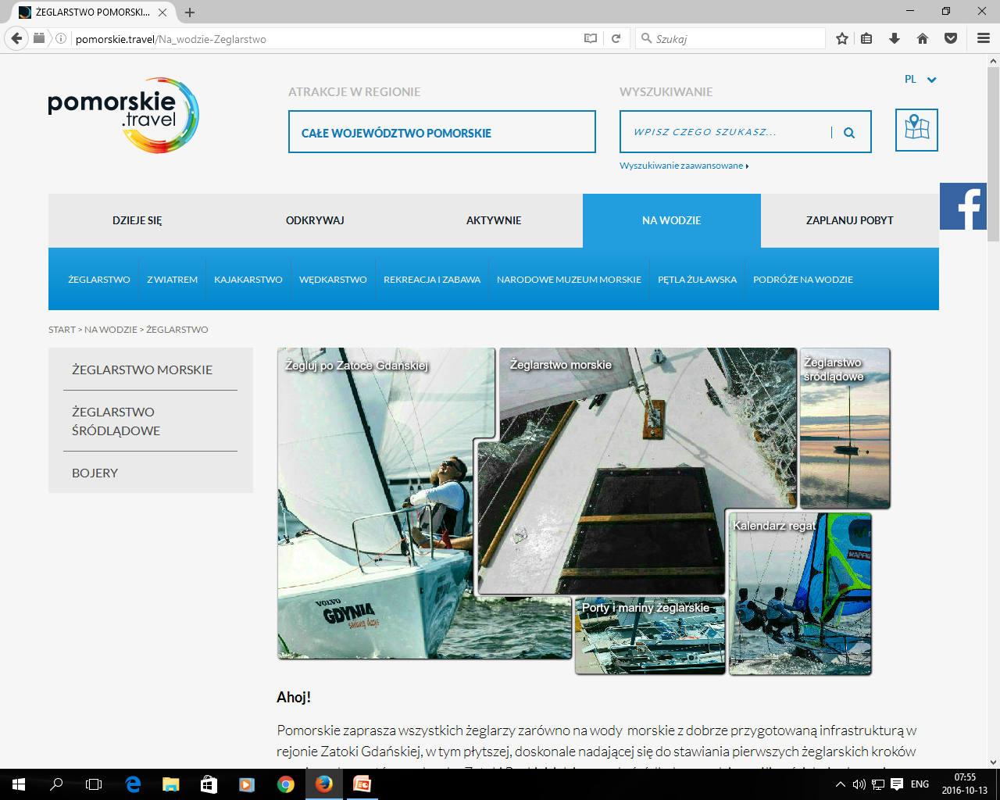 ŻEGLARSTWO POMORSKI...
pomorskie.travel/Na_wodzie-Zeglarstwo
Szukaj
pomorskie
.travel
ATRAKCJE W REGIONIE
CAŁE WOJEWÓDZTWO POMORSKIE
WYSZUKIWANIE
WPISZ CZEGO SZUKASZ...
Wyszukiwanie zaawansowane
PL
DZIEJE SIĘ
ODKRYWAJ
AKTYWNIE
NA WODZIE
ZAPLANUJ POBYT
ŻEGLARSTWO
Z WIATREM
KAJAKARSTWO
WĘDKARSTWO
REKREACJA I ZABAWA
NARODOWE MUZEUM MORSKIE
PĘTLA ŻUŁAWSKA
PODRÓŻE NA WODZIE
START > NA WODZIE > ŻEGLARSTWO
ŻEGLARSTWO MORSKIE
ŻEGLARSTWO
ŚRÓDLĄDOWE
BOJERY
Żegluj po Zatoce Gdańskiej
Żeglarstwo morskie
Żeglarstwo
śródlądowe
Kalendarz regat
Porty i mariny żeglarskie
VOLVO
GDYNIA
sailing days
MAPFRE
Ahoj!
Pomorskie zaprasza wszystkich żeglarzy zarówno na wody morskie z dobrze przygotowaną infrastrukturą w
rejonie Zatoki Gdańskiej, w tym płytszej, doskonale nadającej się do stawiania pierwszych żeglarskich kroków
ENG
07:55
2016-10-13